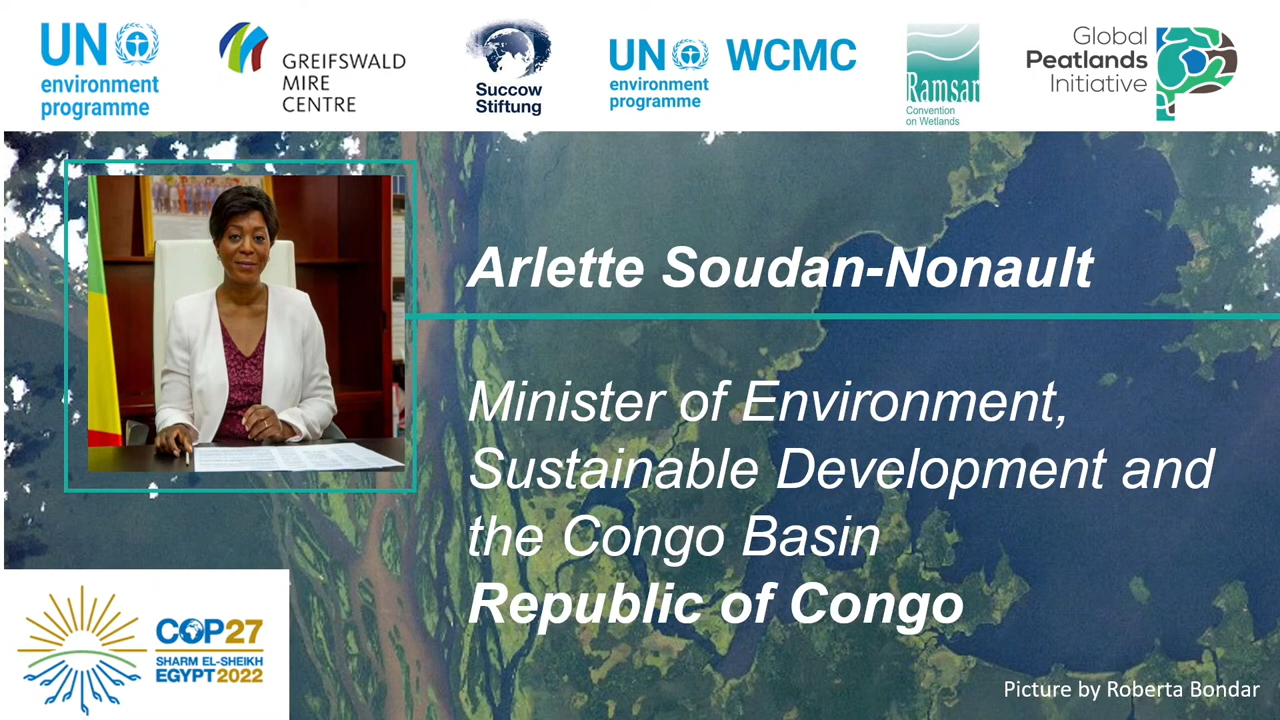 UN
environment
programme
GREIFSWALD
MIRE
CENTRE
Succow
Stiftung
UN WCMC
environment
programme
Ramsar
Convention
on Wetlands
Global
Peatlands
Initiative
Arlette Soudan-Nonault
Minister of Environment,
Sustainable Development and
the Congo Basin
Republic of Congo
COP27
SHARM EL-SHEIKH
EGYPT 2022
Picture by Roberta Bondar